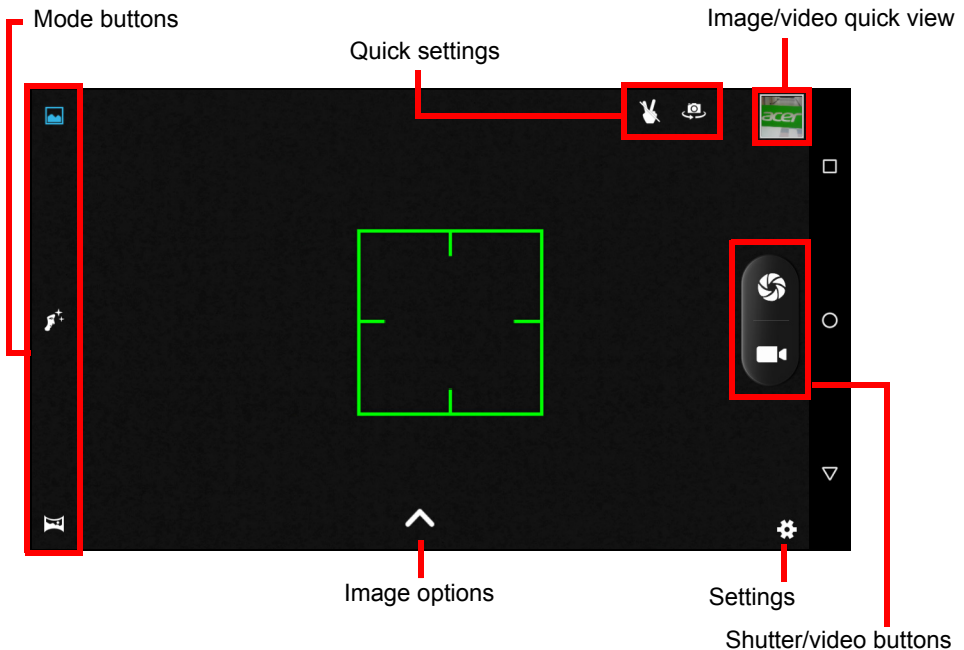 Mode buttons
Image/video quick view
Quick settings
acer
Image options
Settings
Shutter/video buttons